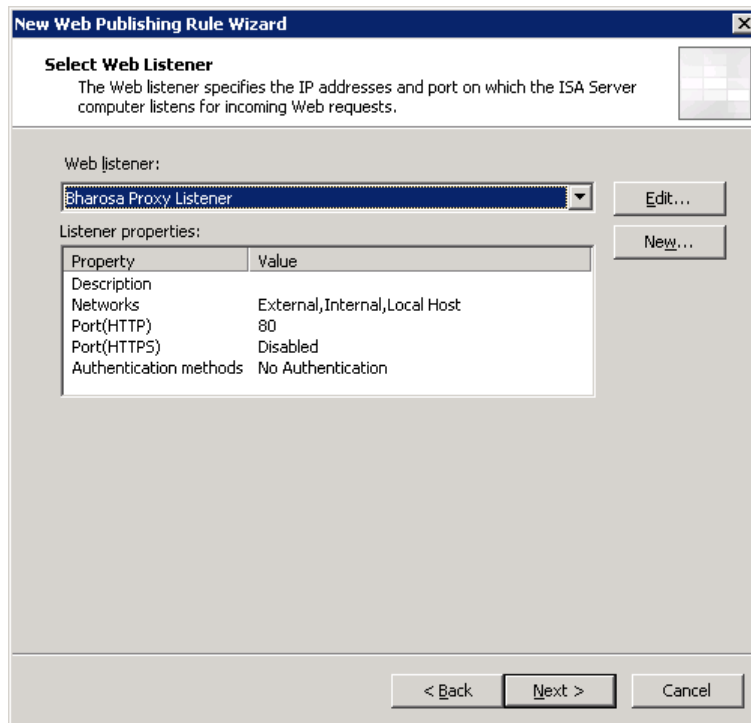 New Web Publishing Rule Wizard
Select Web Listener
The Web listener specifies the IP addresses and port on which the ISA Server
computer listens for incoming Web requests.
Web listener:
Bharosa Proxy Listener
Edit...
Listener properties:
New...
Property Value
Description
Networks External,Internal,Local Host
Port(HTTP) 80
Port(HTTPS) Disabled
Authentication methods No Authentication
< Back Next > Cancel